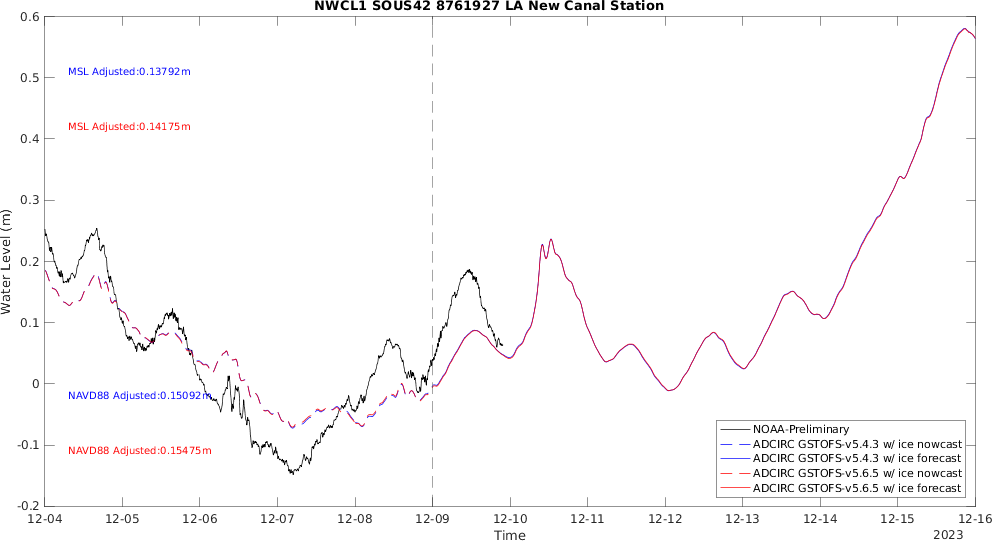 NWCL1 SOUS42 8761927 LA New Canal Station
0.6
0.5
0.4
0.3
0.2
0.1
0
-0.1
-0.2
Water Level (m)
MSL Adjusted:0.13792m
MSL Adjusted:0.14175m
NAVD88 Adjusted:0.15092m
NAVD88 Adjusted:0.15475m
NOAA-Preliminary
ADCIRC GSTOFS-v5.4.3 w/ ice nowcast
ADCIRC GSTOFS-v5.4.3 w/ ice forecast
ADCIRC GSTOFS-v5.6.5 w/ ice nowcast
ADCIRC GSTOFS-v5.6.5 w/ ice forecast
12-04 12-05 12-06 12-07 12-08 12-09 12-10 12-11 12-12 12-13 12-14 12-15 12-16
Time
2023